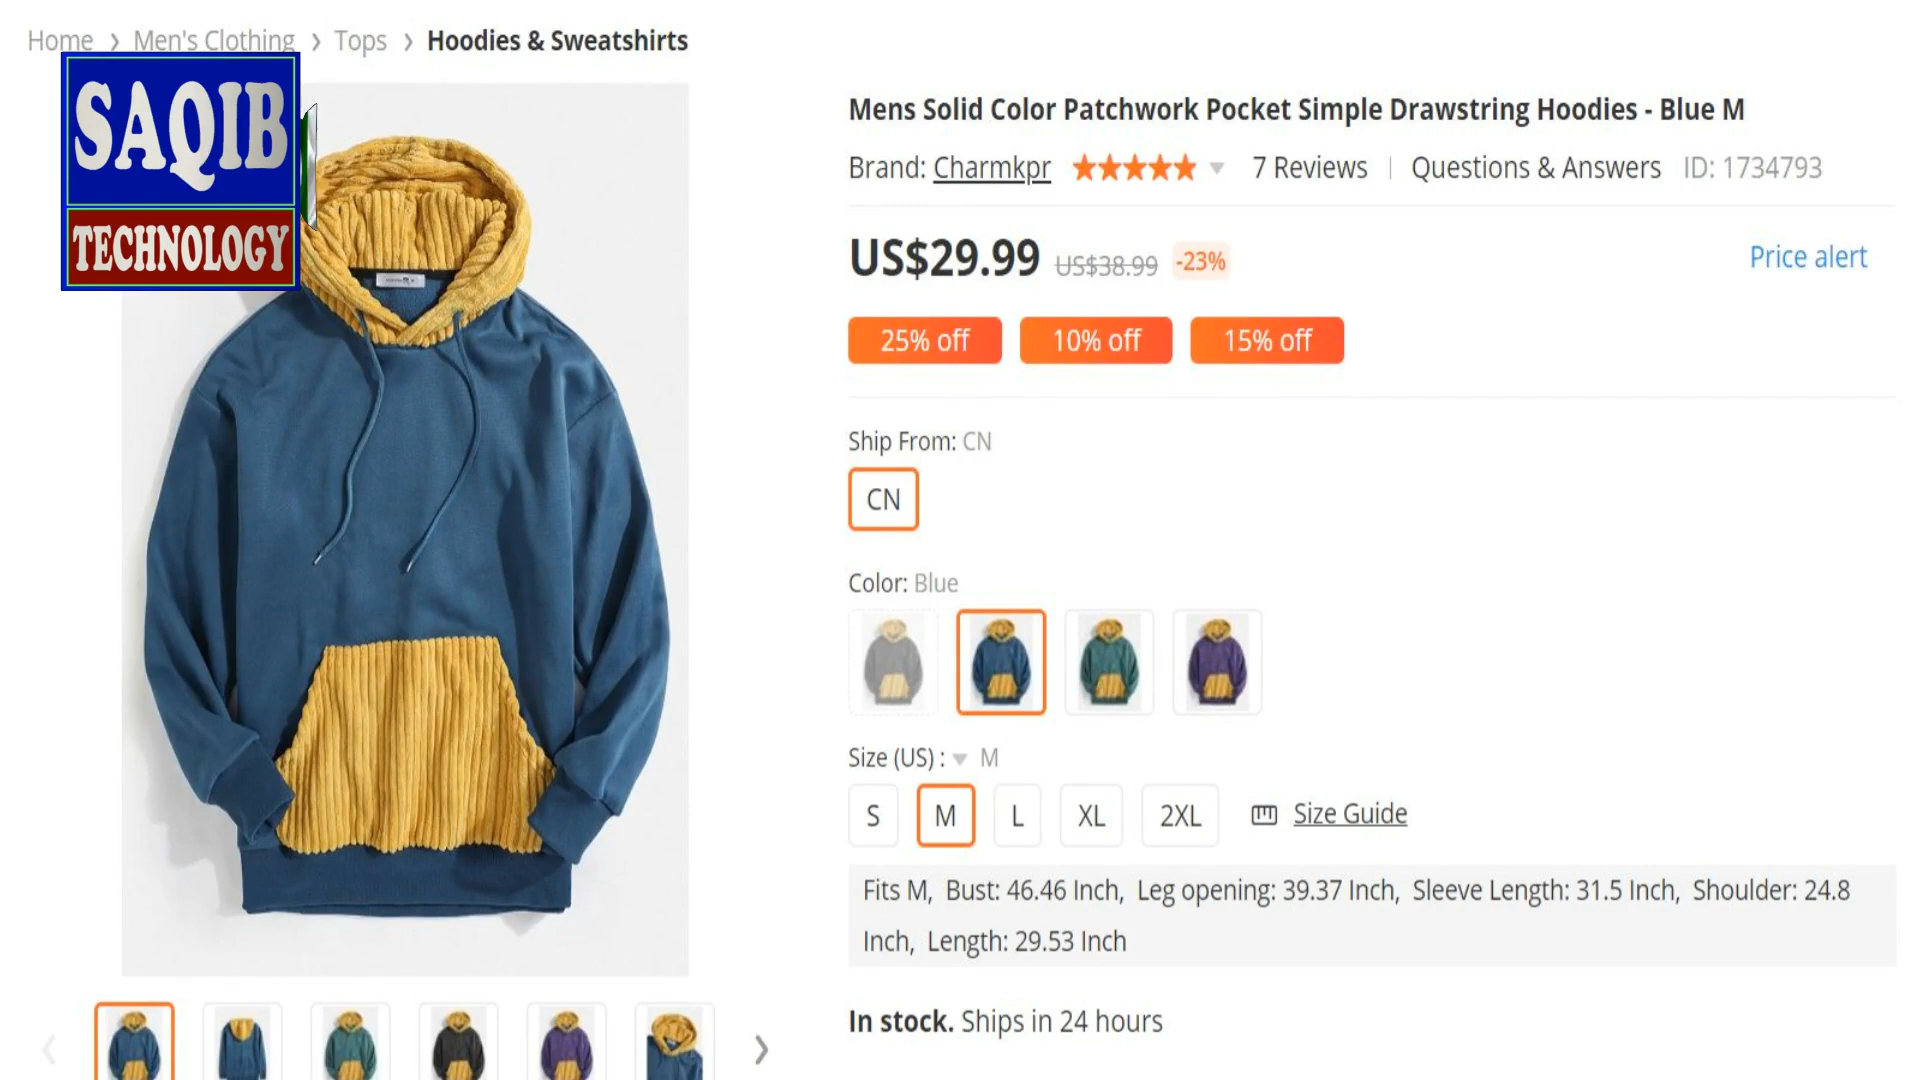 Home > Men's Clothing > Tops > Hoodies & Sweatshirts
SAQIB
TECHNOLOGY
Mens Solid Color Patchwork Pocket Simple Drawstring Hoodies - Blue M
Brand: Charmkpr 7 Reviews | Questions & Answers ID: 1734793
US$29.99 US$38.99 -23% Price alert
25% off 10% off 15% off
Ship From: CN
CN
Color: Blue
Size (US) : M
S M L XL 2XL Size Guide
Fits M, Bust: 46.46 Inch, Leg opening: 39.37 Inch, Sleeve Length: 31.5 Inch, Shoulder: 24.8
Inch, Length: 29.53 Inch
In stock. Ships in 24 hours